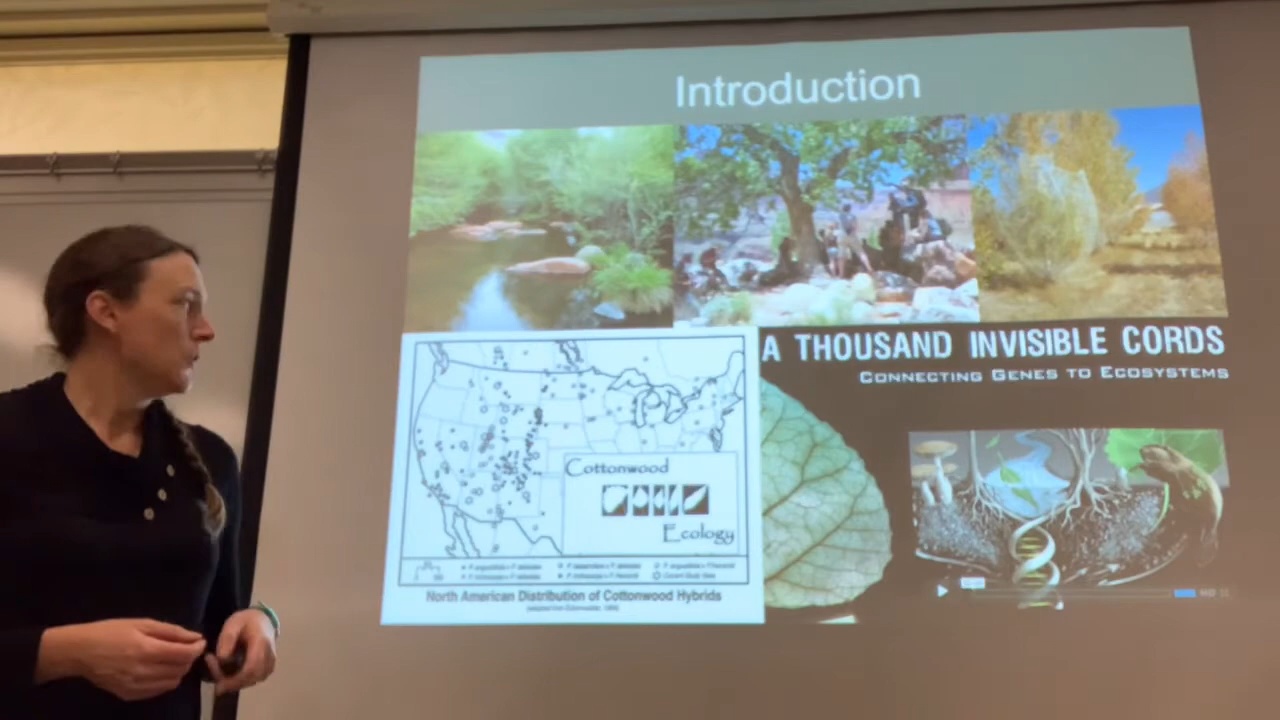 Introduction
A THOUSAND INVISIBLE CORDS
CONNECTING GENES TO ECOSYSTEMS
Cottonwood
Ecology
North American Distribution of Cottonwood Hybrids